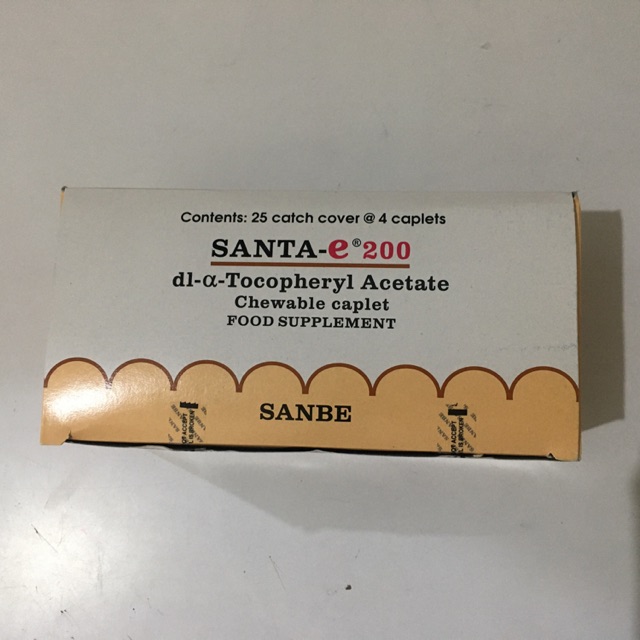 Contents: 25 catch cover @ 4 caplets
SANTA-e® 200
dl-α-Tocopheryl Acetate
Chewable caplet
FOOD SUPPLEMENT
SANBE